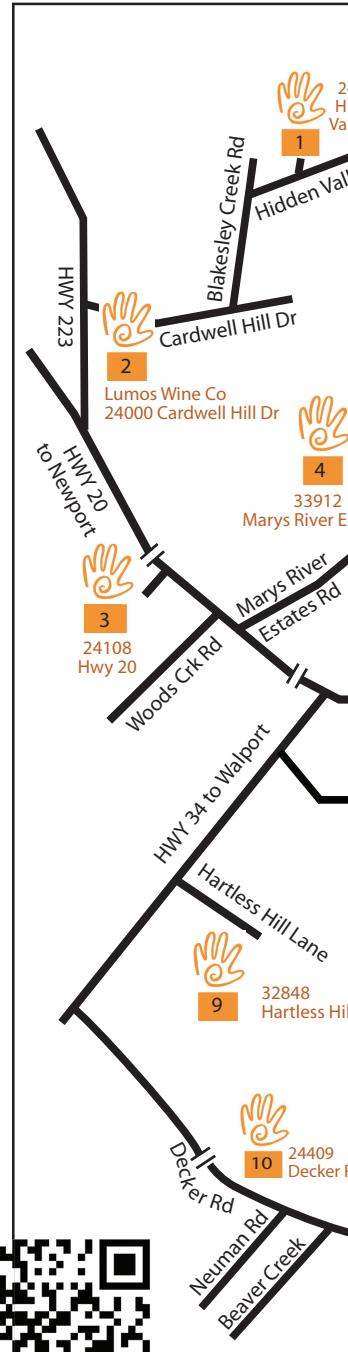 1
Hidden
Blakesley Creek Rd
HWY 223
Cardwell Hill Dr
2
Lumos Wine Co
24000 Cardwell Hill Dr
HWY 20
to Newport
4
33912
Marys River
3
24108
Hwy 20
Marys River
Estates Rd
Woods Crk Rd
HWY 34 to Walport
Hartless Hill Lane
9
32848
Hartless
10
24409
Decker
Decker Rd
Neuman Rd
Beaver Creek